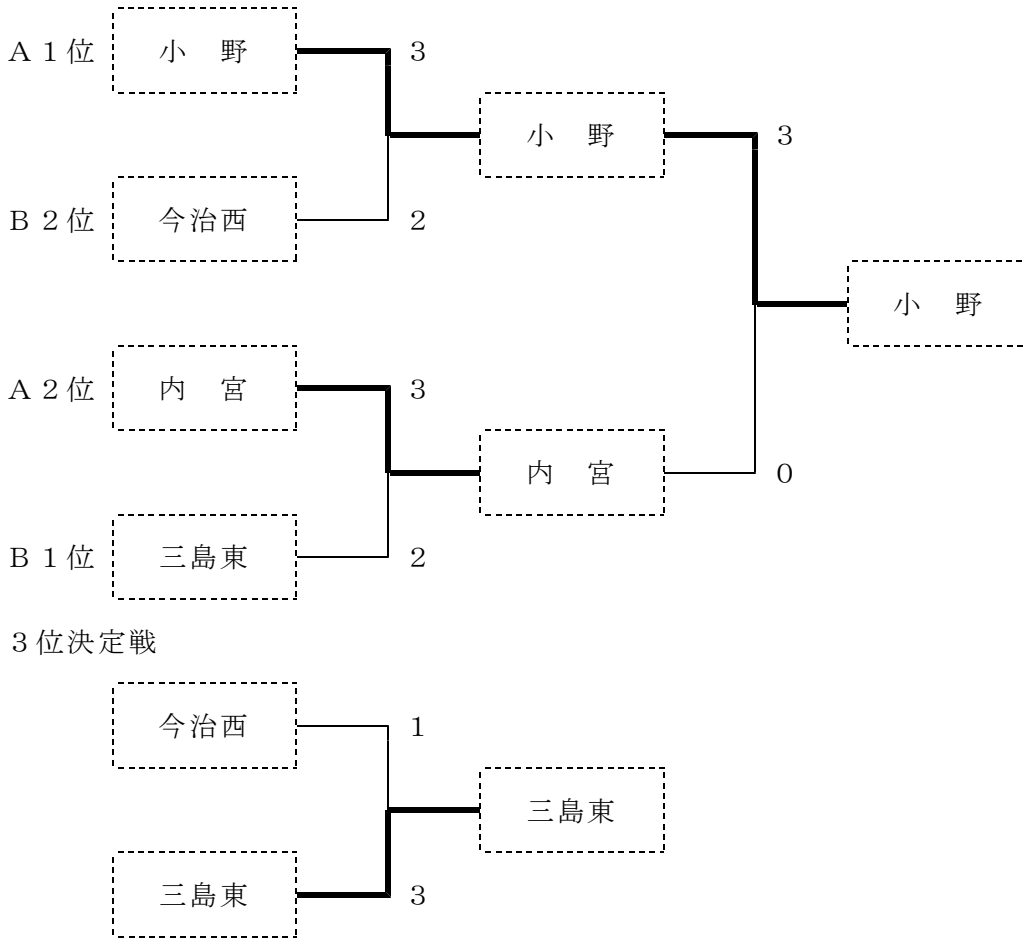 A1位 小 野 3
小 野 3
B2位 今治西 2
小 野
A2位 内 宮 3
内 宮 0
B1位 三島東 2
3位決定戦
今治西 1
三島東
三島東 3